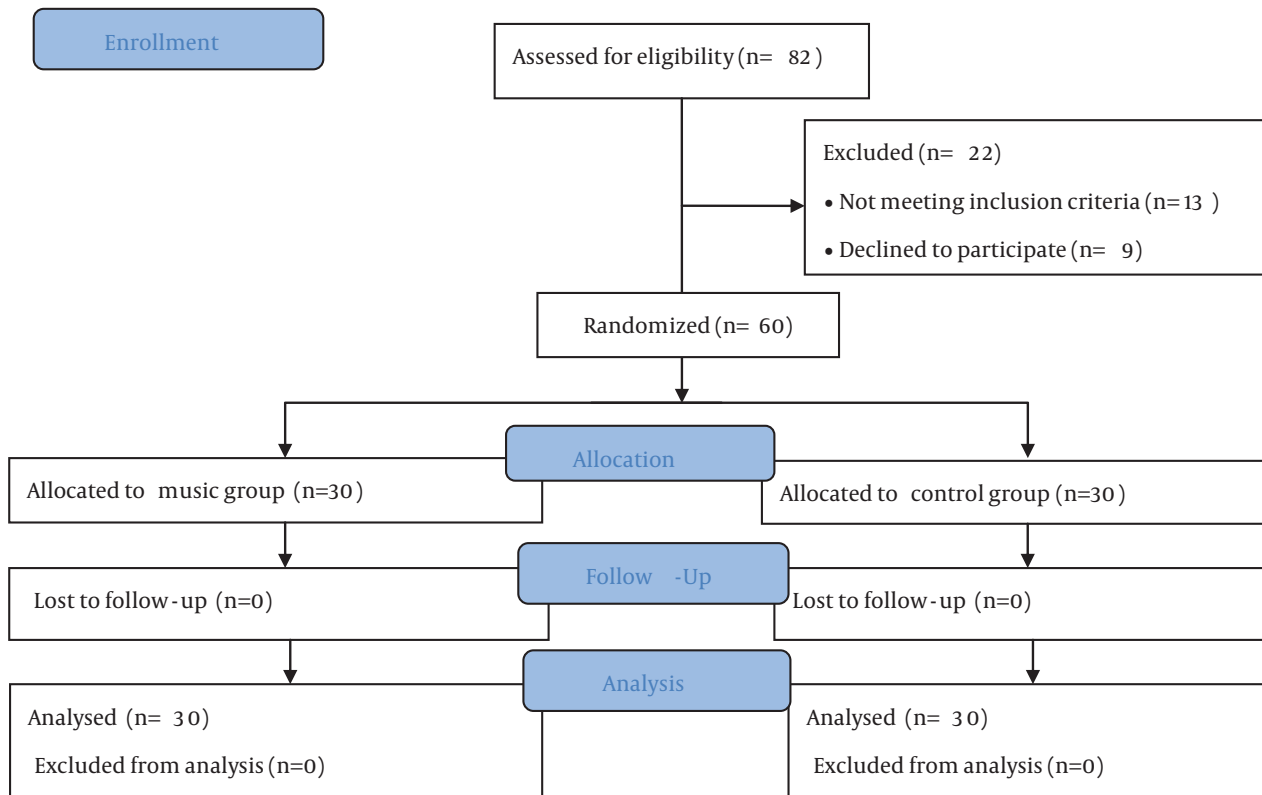 Enrollment
Assessed for eligibility (n= 82)
Excluded (n= 22)
• Not meeting inclusion criteria (n=13 )
• Declined to participate (n= 9)
Randomized (n= 60)
Allocation
Allocated to music group (n=30)
Allocated to control group (n=30)
Follow -Up
Lost to follow-up (n=0)
Lost to follow-up (n=0)
Analysis
Analysed (n= 30)
Excluded from analysis (n=0)
Analysed (n= 30)
Excluded from analysis (n=0)